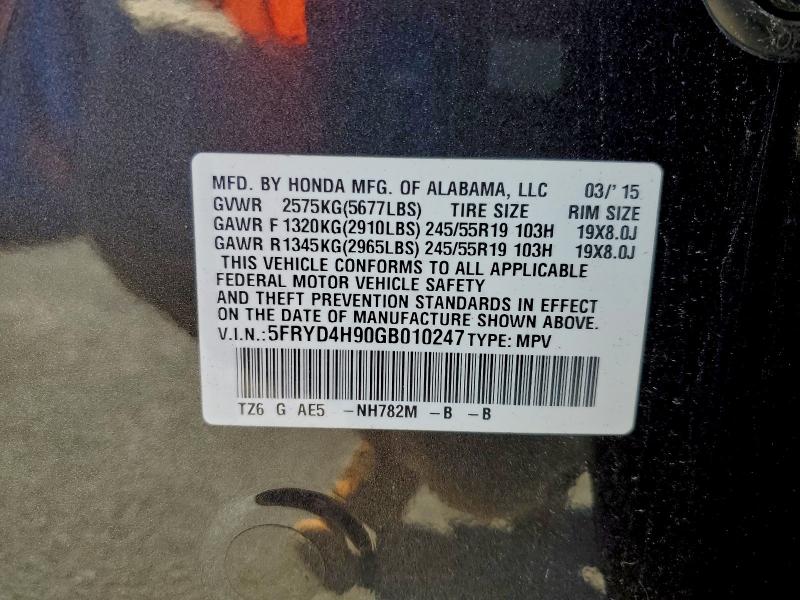 MFD. BY HONDA MFG. OF ALABAMA, LLC 03/' 15
GVWR 2575KG(5677LBS) TIRE SIZE RIM SIZE
GAWR F 1320KG(2910LBS) 245/55R19 103H 19X8.0J
GAWR R1345KG(2965LBS) 245/55R19 103H 19X8.0J
THIS VEHICLE CONFORMS TO ALL APPLICABLE
FEDERAL MOTOR VEHICLE SAFETY
AND THEFT PREVENTION STANDARDS IN EFFECT
ON THE DATE OF MANUFACTURE SHOWN ABOVE.
V.I.N.:5FRYD4H90GB010247 TYPE: MPV
TZ6 G AE5 -NH782M -B -B